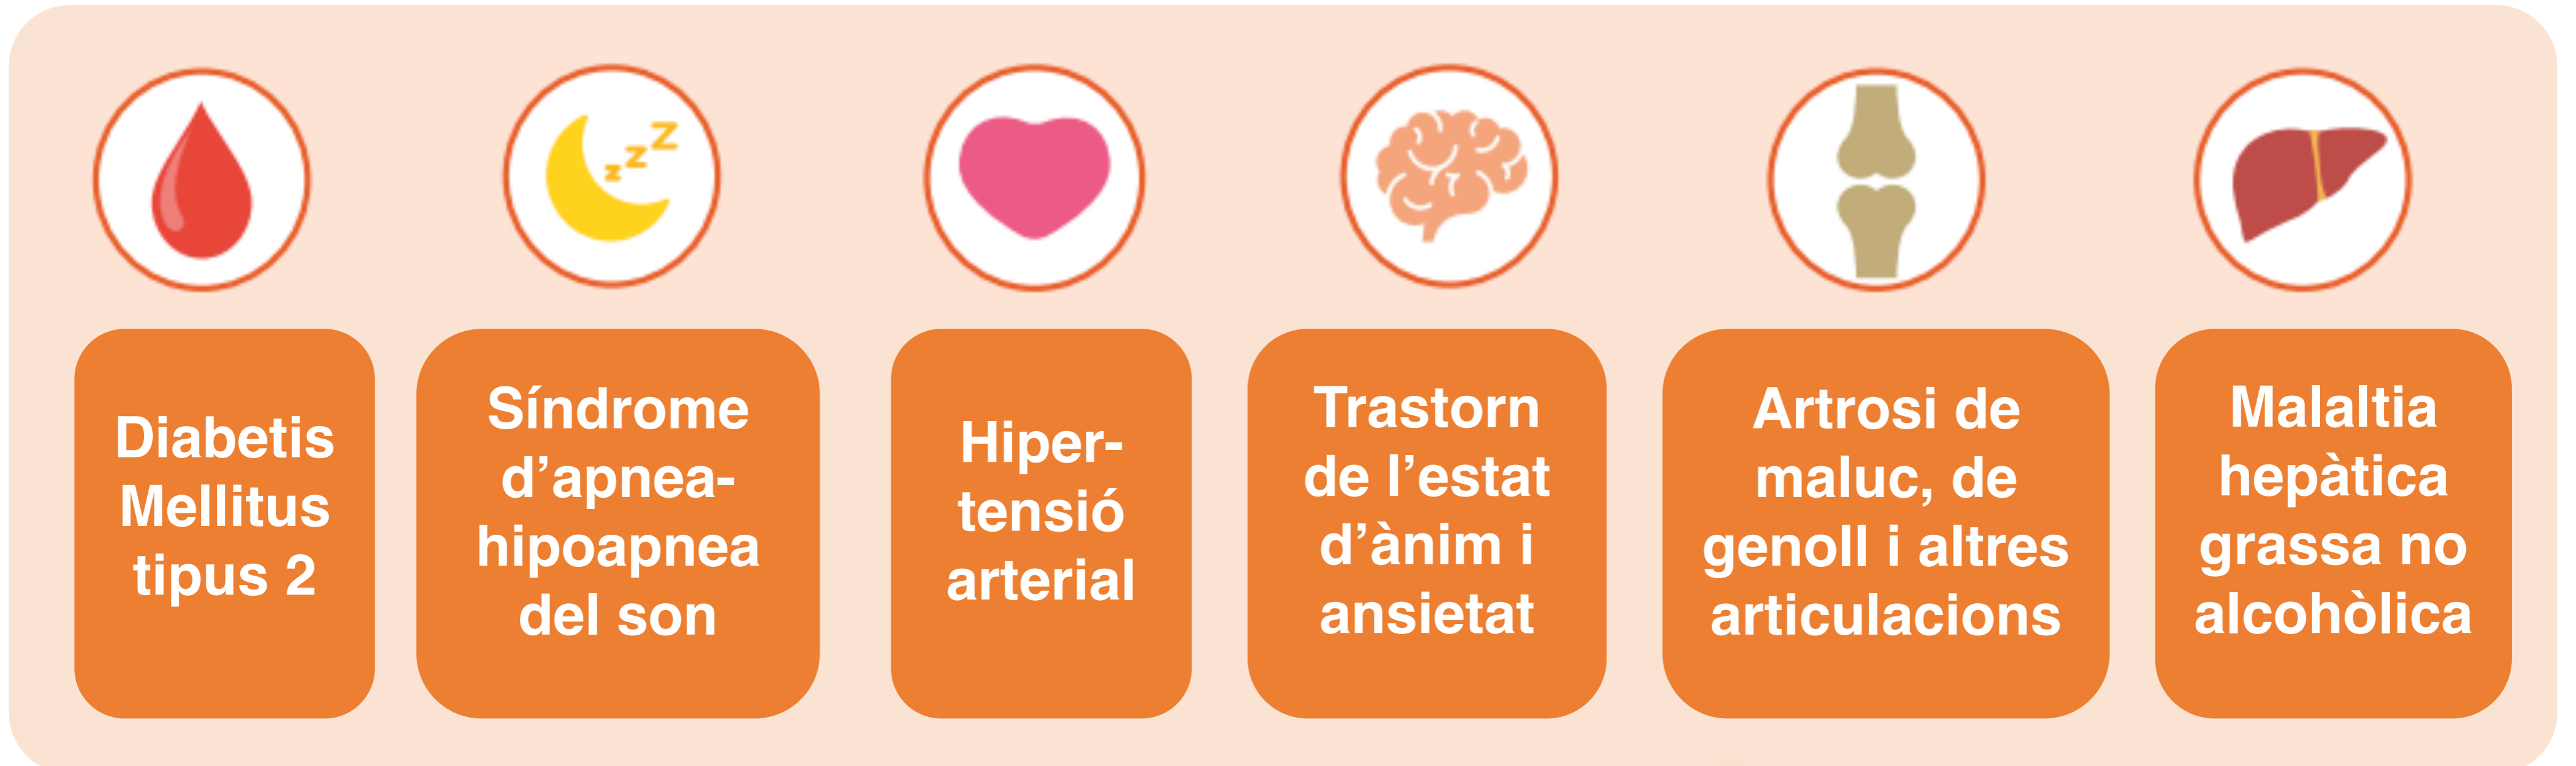 z z Z
Diabetis
Mellitus
tipus 2
Síndrome
d’apnea-
hipoapnea
del son
Hiper-
tensió
arterial
Trastorn
de l’estat
d’ànim i
ansietat
Artrosi de
maluc, de
genoll i altres
articulacions
Malaltia
hepàtica
grassa no
alcohòlica